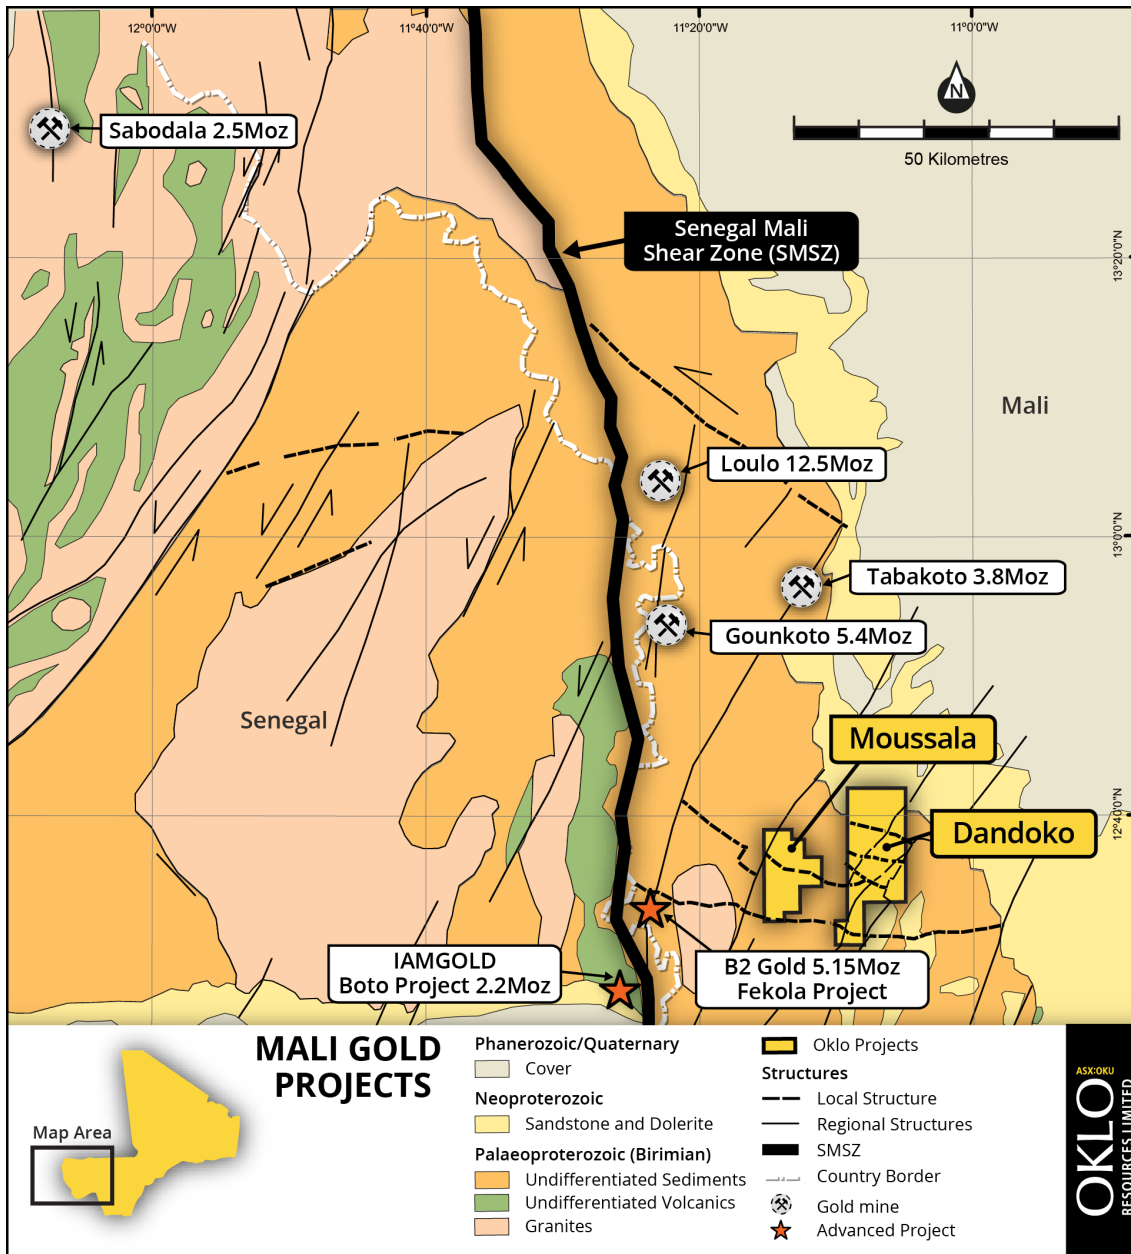 12°0'0"W
11°40'0"W
11°20'0"W
11°0'0"W
N
50 Kilometres
Sabodala 2.5Moz
Senegal Mali
Shear Zone (SMSZ)
13°20'0"N
Mali
Loulo 12.5Moz
13°0'0"N
Tabakoto 3.8Moz
Gounkoto 5.4Moz
Senegal
Moussala
12°40'0"N
Dandoko
IAMGOLD
Boto Project 2.2Moz
B2 Gold 5.15Moz
Fekola Project
MALI GOLD
PROJECTS
Map Area
Phanerozoic/Quaternary
Cover
Neoproterozoic
Sandstone and Dolerite
Palaeoproterozoic (Birimian)
Undifferentiated Sediments
Undifferentiated Volcanics
Granites
Oklo Projects
Structures
Local Structure
Regional Structures
SMSZ
Country Border
Gold mine
Advanced Project
ASX:OKU
OKLO
RESOURCES LIMITED